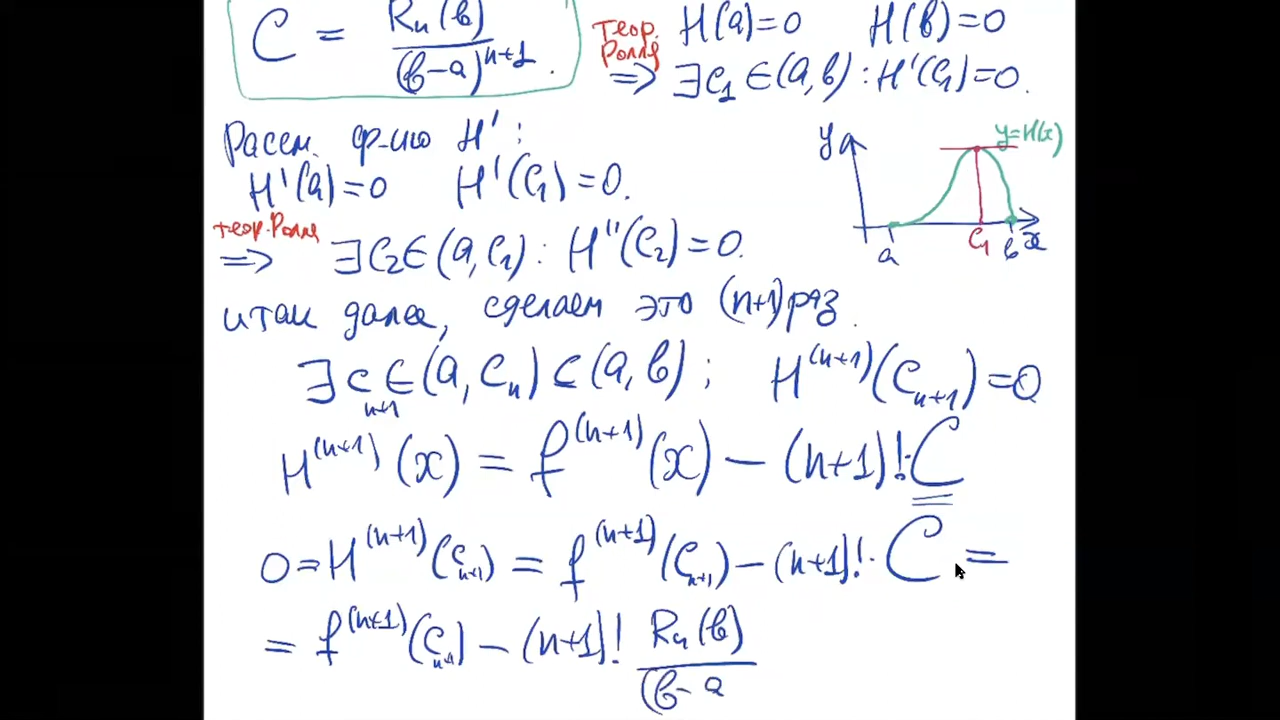 C = Rn(b) / (b-a)^{n+1}.
теор. Ролля
H(a)=0 H(b)=0
=> ∃C1 ∈ (a,b) : H'(C1)=0.
Рассм. ф-ию H' :
H'(a)=0 H'(C1)=0.
y
y=H(x)
a C1 b x
теор. Ролля
=> ∃C2 ∈ (a,C1) : H''(C2)=0.
и так далее, сделаем это (n+1) раз.
∃C_{n+1} ∈ (a, Cn) ⊂ (a,b) : H^{(n+1)}(C_{n+1})=0
H^{(n+1)}(x) = f^{(n+1)}(x) – (n+1)!·C
0 = H^{(n+1)}(C_{n+1}) = f^{(n+1)}(C_{n+1}) – (n+1)!·C =
= f^{(n+1)}(C_{n+1}) – (n+1)! Rn(b) / (b-a